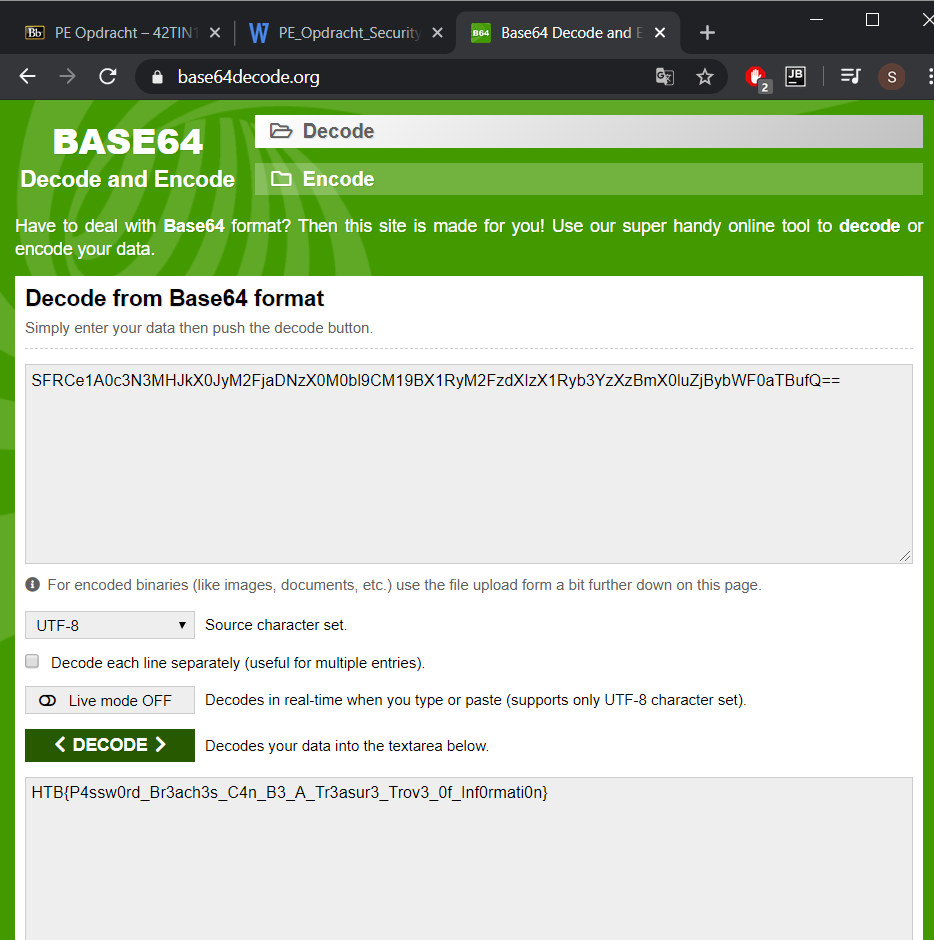 Bb PE Opdracht – 42TIN1
PE_Opdracht_Security
B64 Base64 Decode and E
base64decode.org
2
JB
S
BASE64
Decode and Encode
Decode
Encode
Have to deal with Base64 format? Then this site is made for you! Use our super handy online tool to decode or
encode your data.
Decode from Base64 format
Simply enter your data then push the decode button.
SFRCe1A0c3N3MHJkX0JyM2FjaDNzX0M0bl9CM19BX1RyM2FzdXIzX1Ryb3YzXzBmX0luZjBybWF0aTBufQ==
For encoded binaries (like images, documents, etc.) use the file upload form a bit further down on this page.
UTF-8
Source character set.
Decode each line separately (useful for multiple entries).
Live mode OFF
Decodes in real-time when you type or paste (supports only UTF-8 character set).
DECODE
Decodes your data into the textarea below.
HTB{P4ssw0rd_Br3ach3s_C4n_B3_A_Tr3asur3_Trov3_0f_Inf0rmati0n}